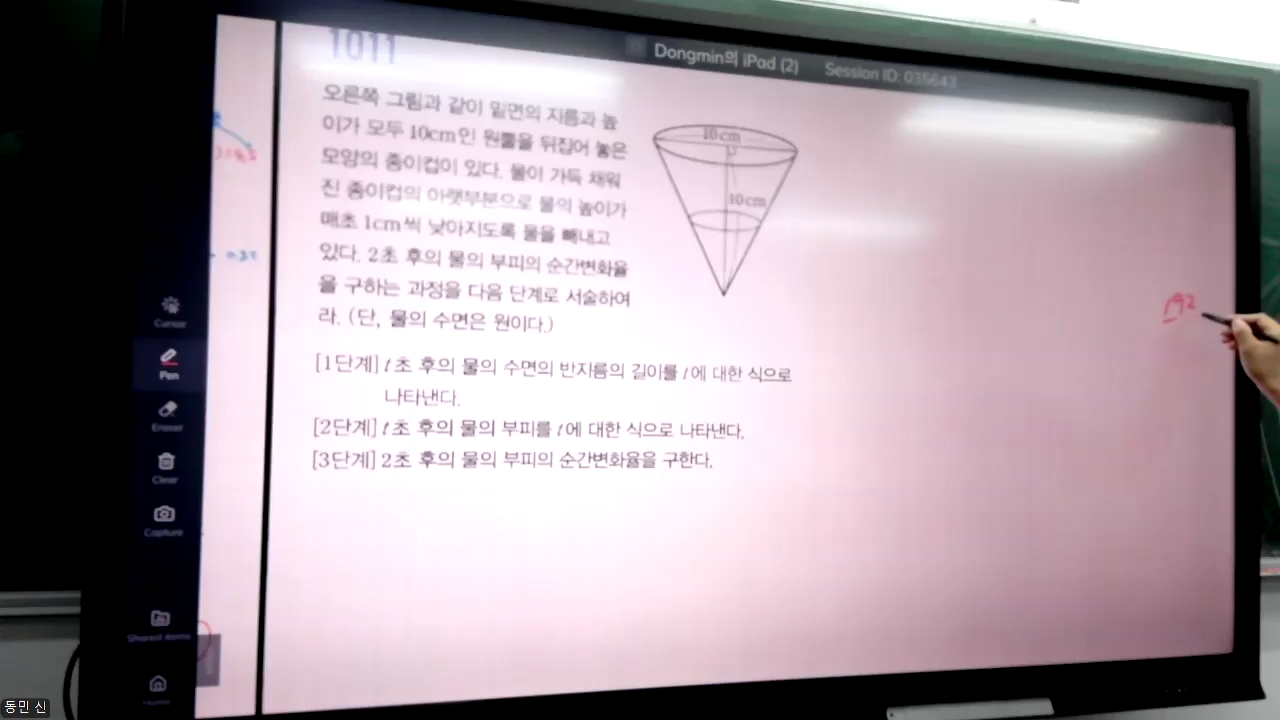 1011
Dongmin의 iPad (2) Session ID: 035643
오른쪽 그림과 같이 밑면의 지름과 높
이가 모두 10cm인 원뿔을 뒤집어 놓은
모양의 종이컵이 있다. 물이 가득 채워
진 종이컵의 아랫부분으로 물의 높이가
매초 1cm씩 낮아지도록 물을 빼내고
있다. 2초 후의 물의 부피의 순간변화율
을 구하는 과정을 다음 단계로 서술하여
라. (단, 물의 수면은 원이다.)
10cm
10cm
[1단계] t초 후의 물의 수면의 반지름의 길이를 t에 대한 식으로
나타낸다.
[2단계] t초 후의 물의 부피를 t에 대한 식으로 나타낸다.
[3단계] 2초 후의 물의 부피의 순간변화율을 구한다.
Cursor
Pen
Eraser
Clear
Capture
Shared items
Home
동민 신